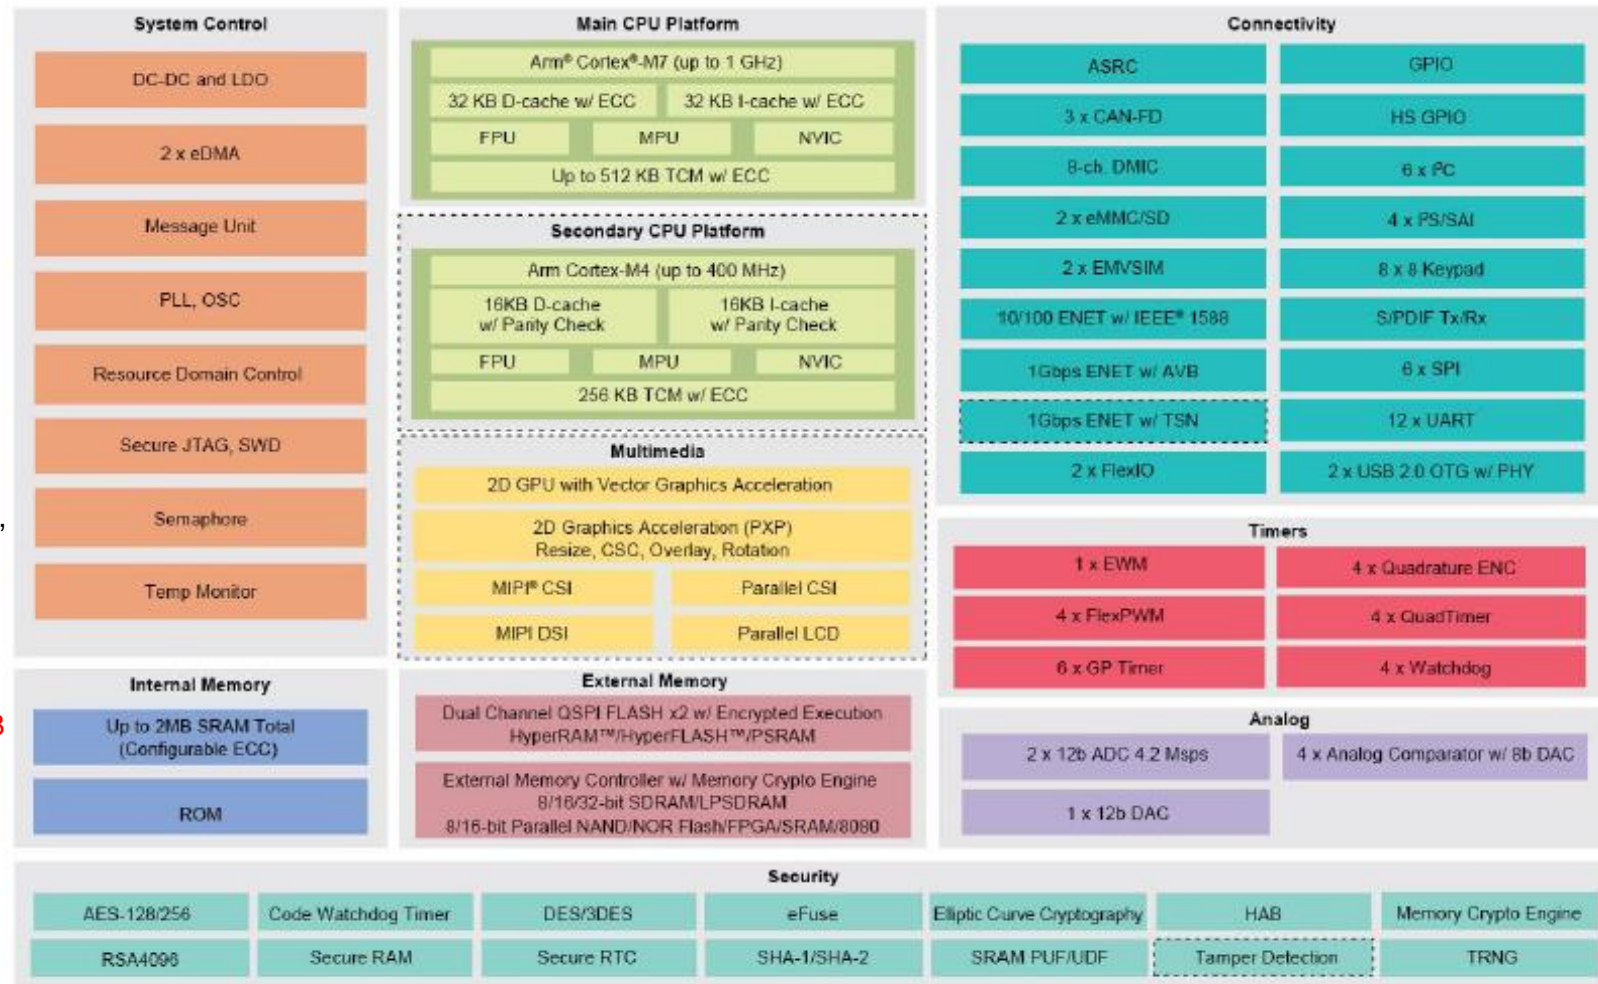 System Control
DC-DC and LDO
2 x eDMA
Message Unit
PLL, OSC
Resource Domain Control
Secure JTAG, SWD
Semaphore
Temp Monitor
Internal Memory
Up to 2MB SRAM Total
(Configurable ECC)
ROM
Main CPU Platform
Arm® Cortex®-M7 (up to 1 GHz)
32 KB D-cache w/ ECC
32 KB I-cache w/ ECC
FPU
MPU
NVIC
Up to 512 KB TCM w/ ECC
Secondary CPU Platform
Arm Cortex-M4 (up to 400 MHz)
16KB D-cache
w/ Parity Check
16KB I-cache
w/ Parity Check
FPU
MPU
NVIC
256 KB TCM w/ ECC
Multimedia
2D GPU with Vector Graphics Acceleration
2D Graphics Acceleration (PXP)
Resize, CSC, Overlay, Rotation
MIPI® CSI
Parallel CSI
MIPI DSI
Parallel LCD
External Memory
Dual Channel QSPI FLASH x2 w/ Encrypted Execution
HyperRAM™/HyperFLASH™/PSRAM
External Memory Controller w/ Memory Crypto Engine
8/16/32-bit SDRAM/LPSDRAM
8/16-bit Parallel NAND/NOR Flash/FPGA/SRAM/8080
Connectivity
ASRC
GPIO
3 x CAN-FD
HS GPIO
8-ch. DMIC
6 x I²C
2 x eMMC/SD
4 x I²S/SAI
2 x EMVSIM
8 x 8 Keypad
10/100 ENET w/ IEEE® 1588
S/PDIF Tx/Rx
1Gbps ENET w/ AVB
6 x SPI
1Gbps ENET w/ TSN
12 x UART
2 x FlexIO
2 x USB 2.0 OTG w/ PHY
Timers
1 x EWM
4 x Quadrature ENC
4 x FlexPWM
4 x QuadTimer
6 x GP Timer
4 x Watchdog
Analog
2 x 12b ADC 4.2 Msps
4 x Analog Comparator w/ 8b DAC
1 x 12b DAC
Security
AES-128/256
Code Watchdog Timer
DES/3DES
eFuse
Elliptic Curve Cryptography
HAB
Memory Crypto Engine
RSA4096
Secure RAM
Secure RTC
SHA-1/SHA-2
SRAM PUF/UDF
Tamper Detection
TRNG